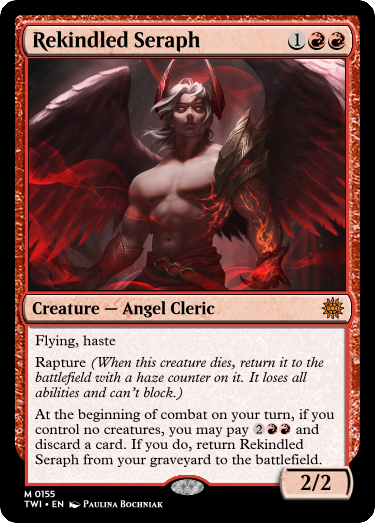 Rekindled Seraph 1RR
Creature — Angel Cleric
Flying, haste
Rapture (When this creature dies, return it to the
battlefield with a haze counter on it. It loses all
abilities and can't block.)
At the beginning of combat on your turn, if you
control no creatures, you may pay 2RR and
discard a card. If you do, return Rekindled
Seraph from your graveyard to the battlefield.
2/2
M 0155
TWI • EN Paulina Bochniak